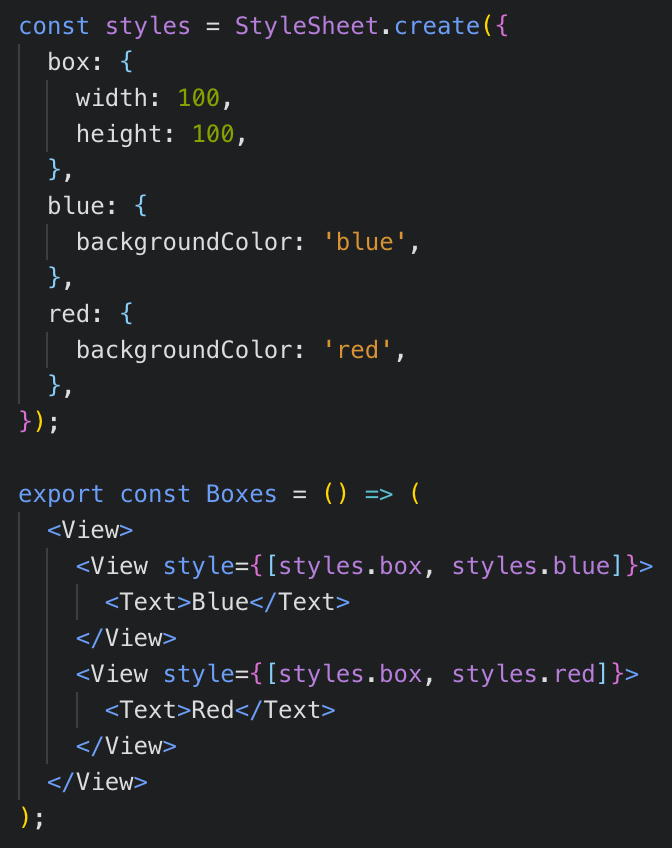 const styles = StyleSheet.create({
  box: {
    width: 100,
    height: 100,
  },
  blue: {
    backgroundColor: 'blue',
  },
  red: {
    backgroundColor: 'red',
  },
});

export const Boxes = () => (
  <View>
    <View style={[styles.box, styles.blue]}>
      <Text>Blue</Text>
    </View>
    <View style={[styles.box, styles.red]}>
      <Text>Red</Text>
    </View>
  </View>
);